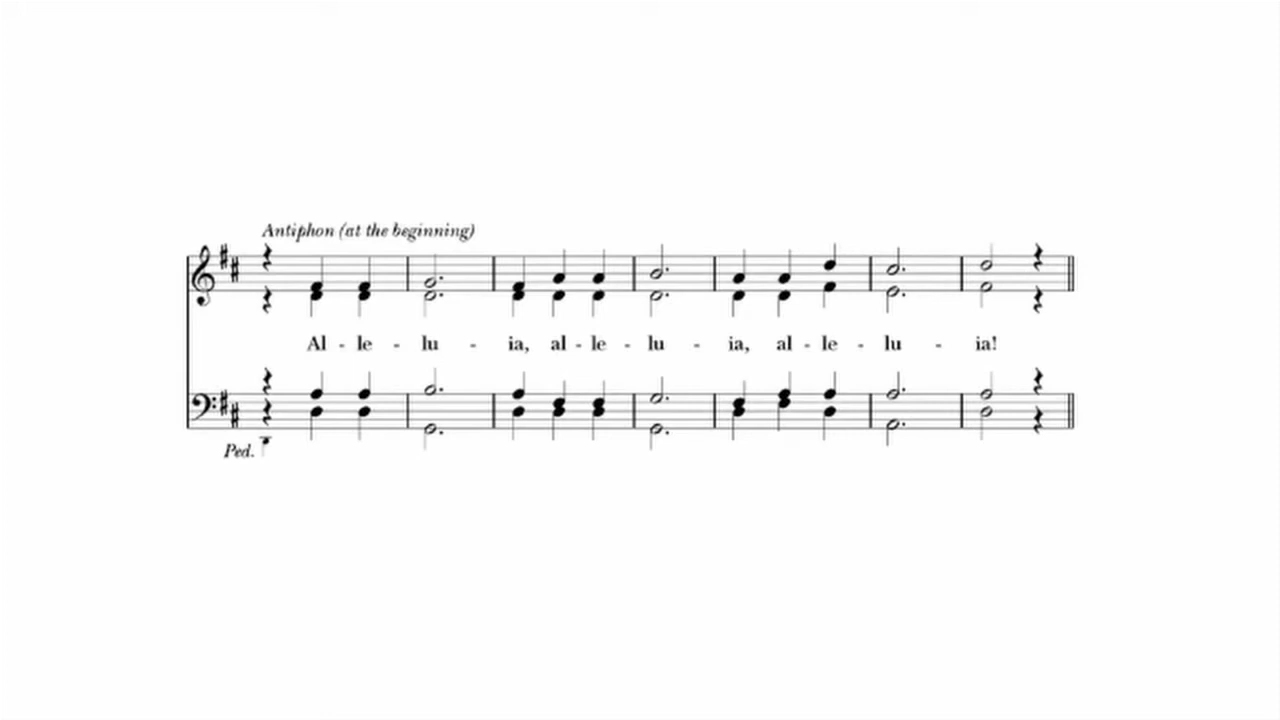 Antiphon (at the beginning)
Al - le - lu - ia, al - le - lu - ia, al - le - lu - ia!
Ped.